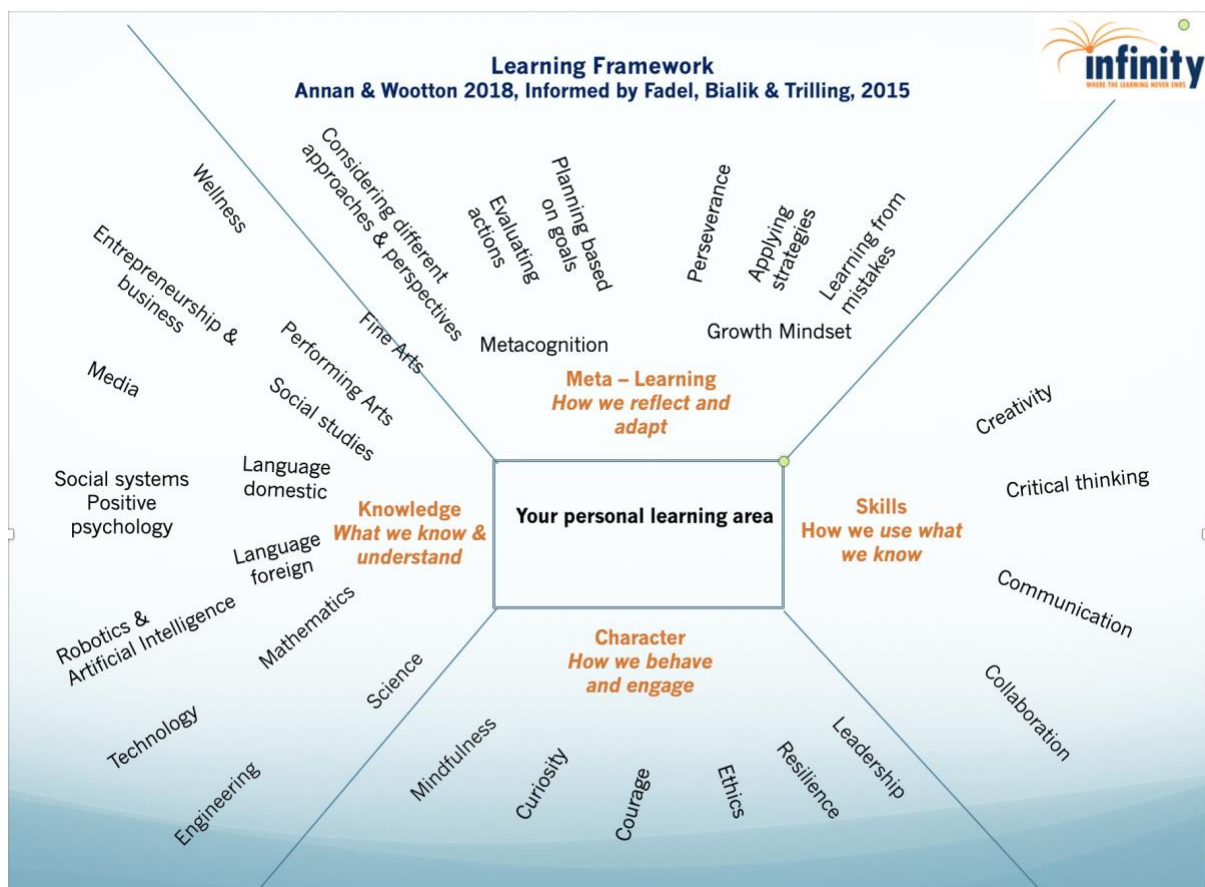 Learning Framework
Annan & Wootton 2018, Informed by Fadel, Bialik & Trilling, 2015
infinity
WHERE THE LEARNING NEVER ENDS
Considering different
approaches & perspectives
Evaluating
actions
Planning based
on goals
Metacognition
Perseverance
Applying
strategies
Learning from
mistakes
Growth Mindset
Meta – Learning
How we reflect and
adapt
Wellness
Entrepreneurship &
business
Media
Social systems
Positive
psychology
Robotics &
Artificial Intelligence
Technology
Engineering
Fine Arts
Performing Arts
Social studies
Language
domestic
Language
foreign
Mathematics
Science
Knowledge
What we know &
understand
Your personal learning area
Skills
How we use what
we know
Creativity
Critical thinking
Communication
Collaboration
Character
How we behave
and engage
Mindfulness
Curiosity
Courage
Ethics
Resilience
Leadership